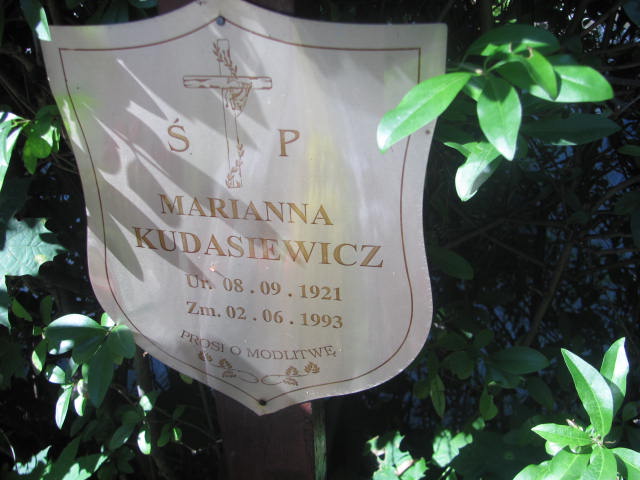 Ś P
MARIANNA
KUDASIEWICZ
Ur. 08.09.1921
Zm. 02.06.1993
PROSI O MODLITWĘ